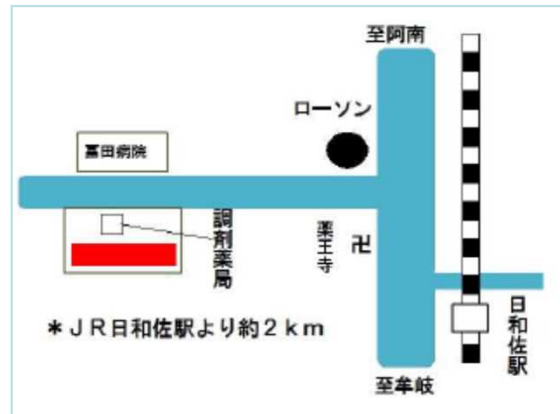 至阿南
ローソン
冨田病院
調剤薬局
薬王寺
卍
日和佐駅
*JR日和佐駅より約2km
至牟岐